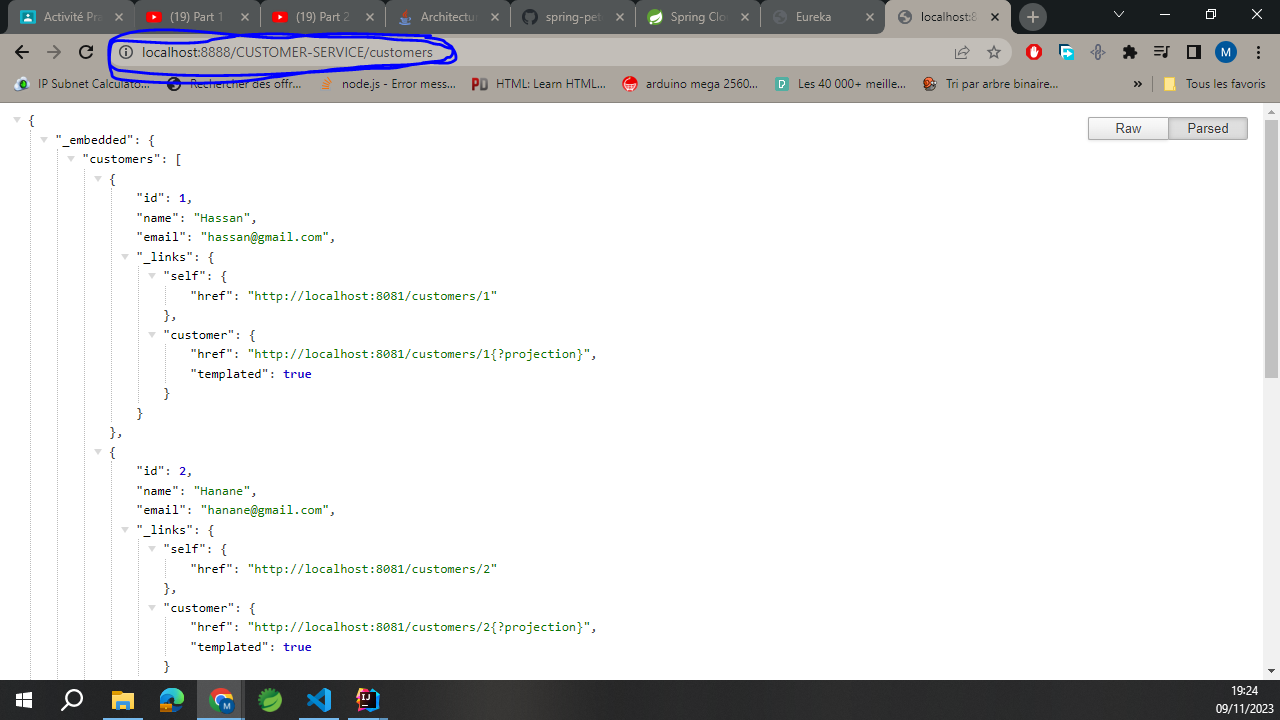 Activité Pra
(19) Part 1
(19) Part 2
Architectur
spring-pet
Spring Clo
Eureka
localhost:8
localhost:8888/CUSTOMER-SERVICE/customers
M
IP Subnet Calculato...
Rechercher des offr...
node.js - Error mess...
HTML: Learn HTML...
arduino mega 2560...
Les 40 000+ meille...
Tri par arbre binaire...
»
Tous les favoris
Raw
Parsed
{
"_embedded": {
"customers": [
{
"id": 1,
"name": "Hassan",
"email": "hassan@gmail.com",
"_links": {
"self": {
"href": "http://localhost:8081/customers/1"
},
"customer": {
"href": "http://localhost:8081/customers/1{?projection}",
"templated": true
}
}
},
{
"id": 2,
"name": "Hanane",
"email": "hanane@gmail.com",
"_links": {
"self": {
"href": "http://localhost:8081/customers/2"
},
"customer": {
"href": "http://localhost:8081/customers/2{?projection}",
"templated": true
}
19:24
09/11/2023